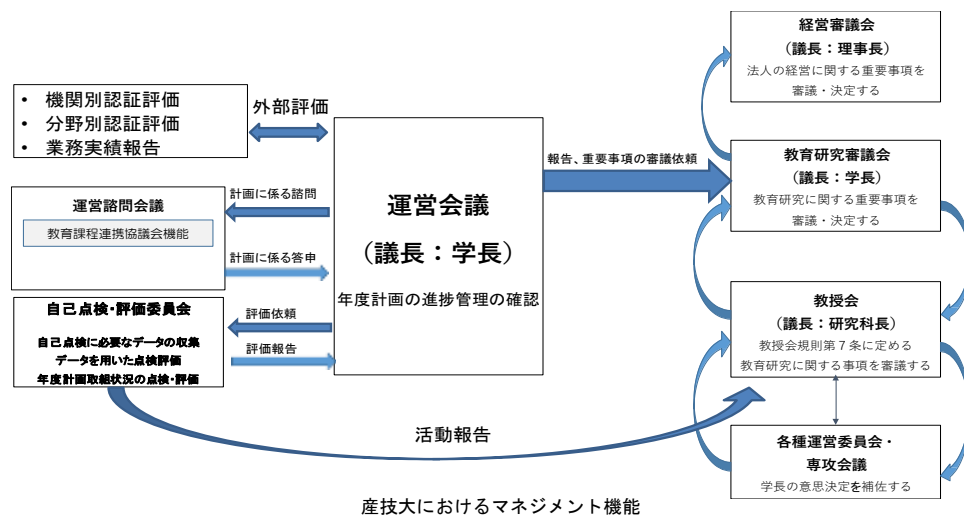 • 機関別認証評価
• 分野別認証評価
• 業務実績報告
外部評価
運営諮問会議
教育課程連携協議会機能
計画に係る諮問
計画に係る答申
自己点検・評価委員会
自己点検に必要なデータの収集
データを用いた点検評価
年度計画取組状況の点検・評価
評価依頼
評価報告
運営会議
(議長：学長)
年度計画の進捗管理の確認
報告、重要事項の審議依頼
経営審議会
(議長：理事長)
法人の経営に関する重要事項を
審議・決定する
教育研究審議会
(議長：学長)
教育研究に関する重要事項を
審議・決定する
教授会
(議長：研究科長)
教授会規則第７条に定める
教育研究に関する事項を審議する
各種運営委員会・
専攻会議
学長の意思決定を補佐する
活動報告
産技大におけるマネジメント機能